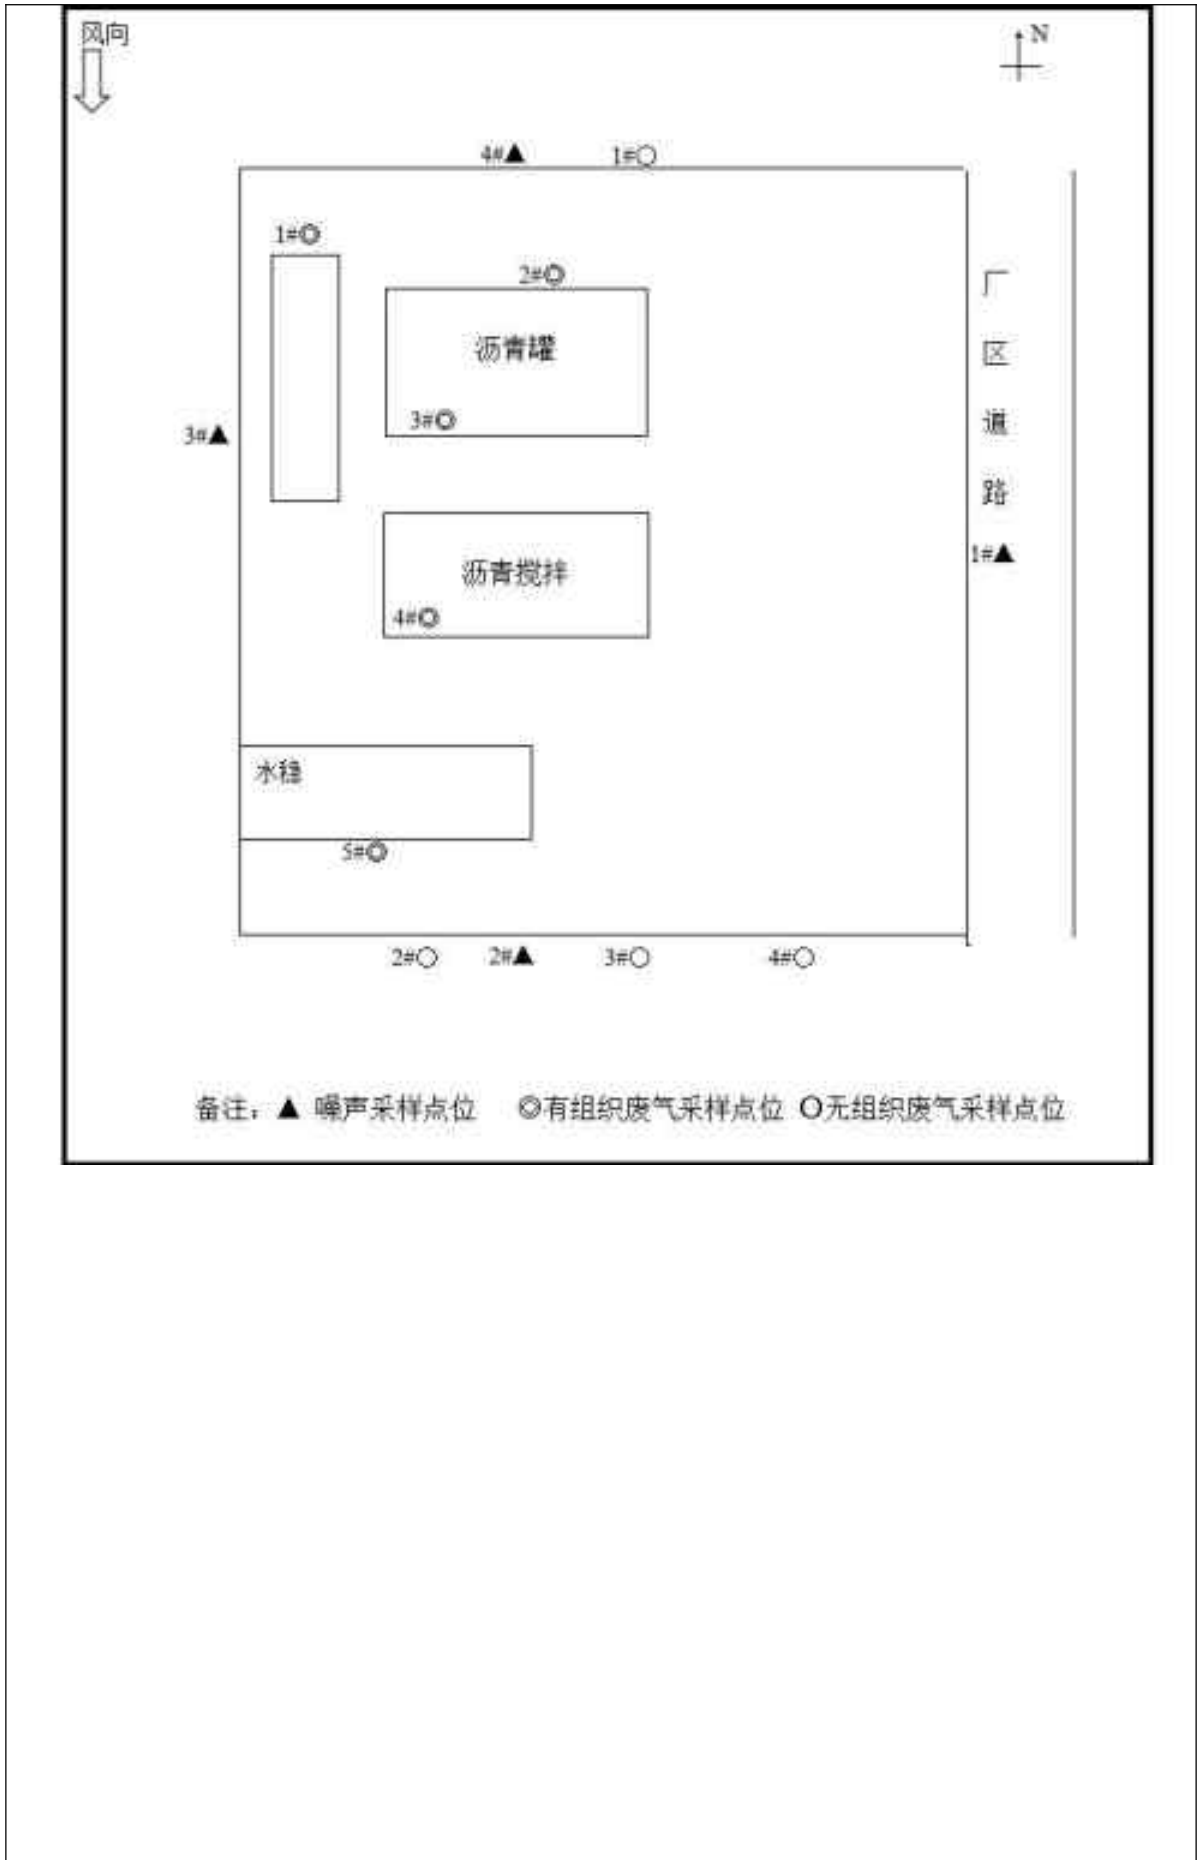 风向
N
4#▲ 1#○
1#◎
2#◎
沥青罐
3#◎
3#▲
厂区道路
沥青搅拌
4#◎
1#▲
水稳
5#◎
2#○ 2#▲ 3#○ 4#○
备注：▲ 噪声采样点位 ◎有组织废气采样点位 ○无组织废气采样点位